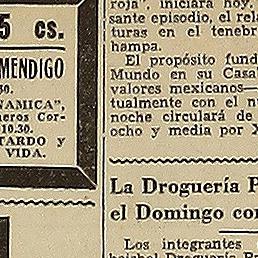 5 cs.
MENDIGO
30.
NAMICA",
neros Cor-
10.30.
TARDO y
VIDA.
roja", iniciará hoy,
sante episodio, el rela
turas en el tenebr
hampa.
El propósito fund
Mundo en su Casa
valores mexicanos—
tualmente con el n
noche circulará de
ocho y media por X
La Droguería P
el Domingo con
Los integrantes